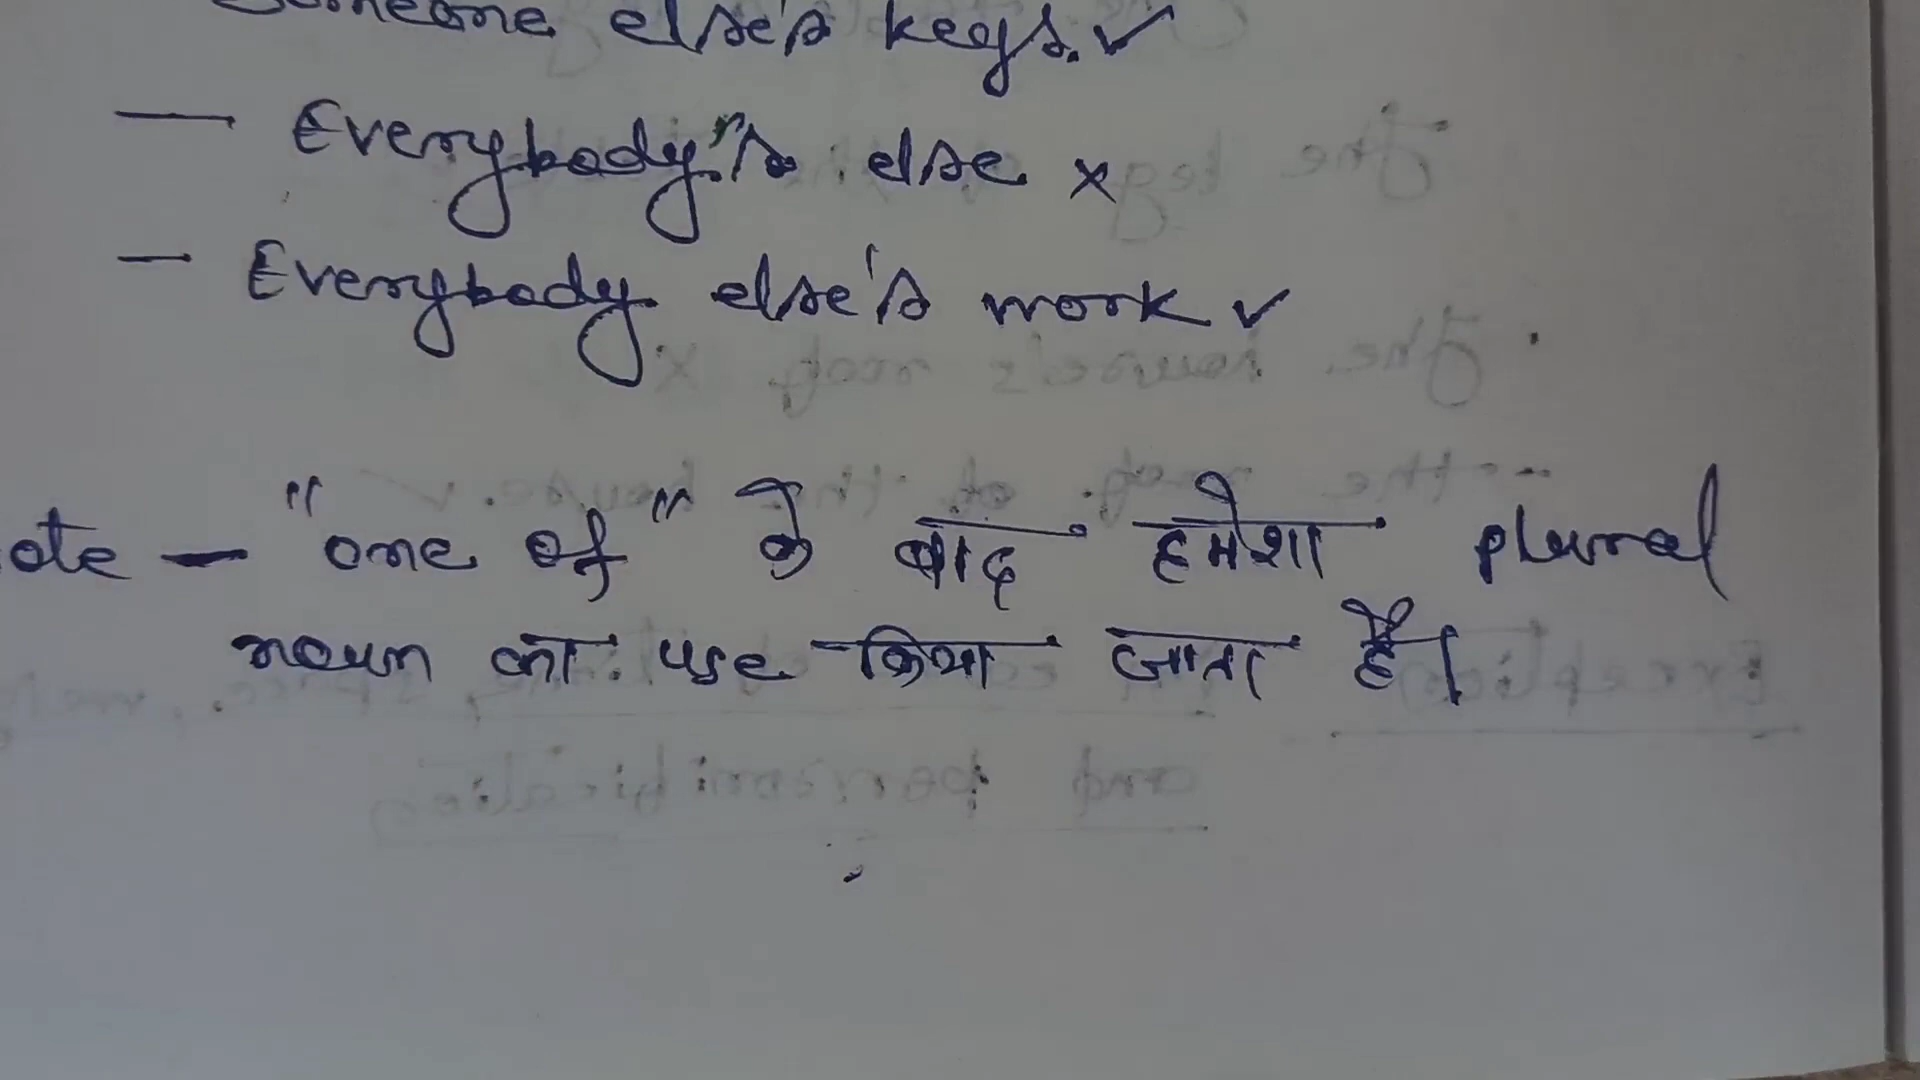 Someone else's keys. ✓
— Everybody's else ×
— Everybody else's work ✓
ote — "one of" के बाद हमेशा plural
noun का use किया जाता है।